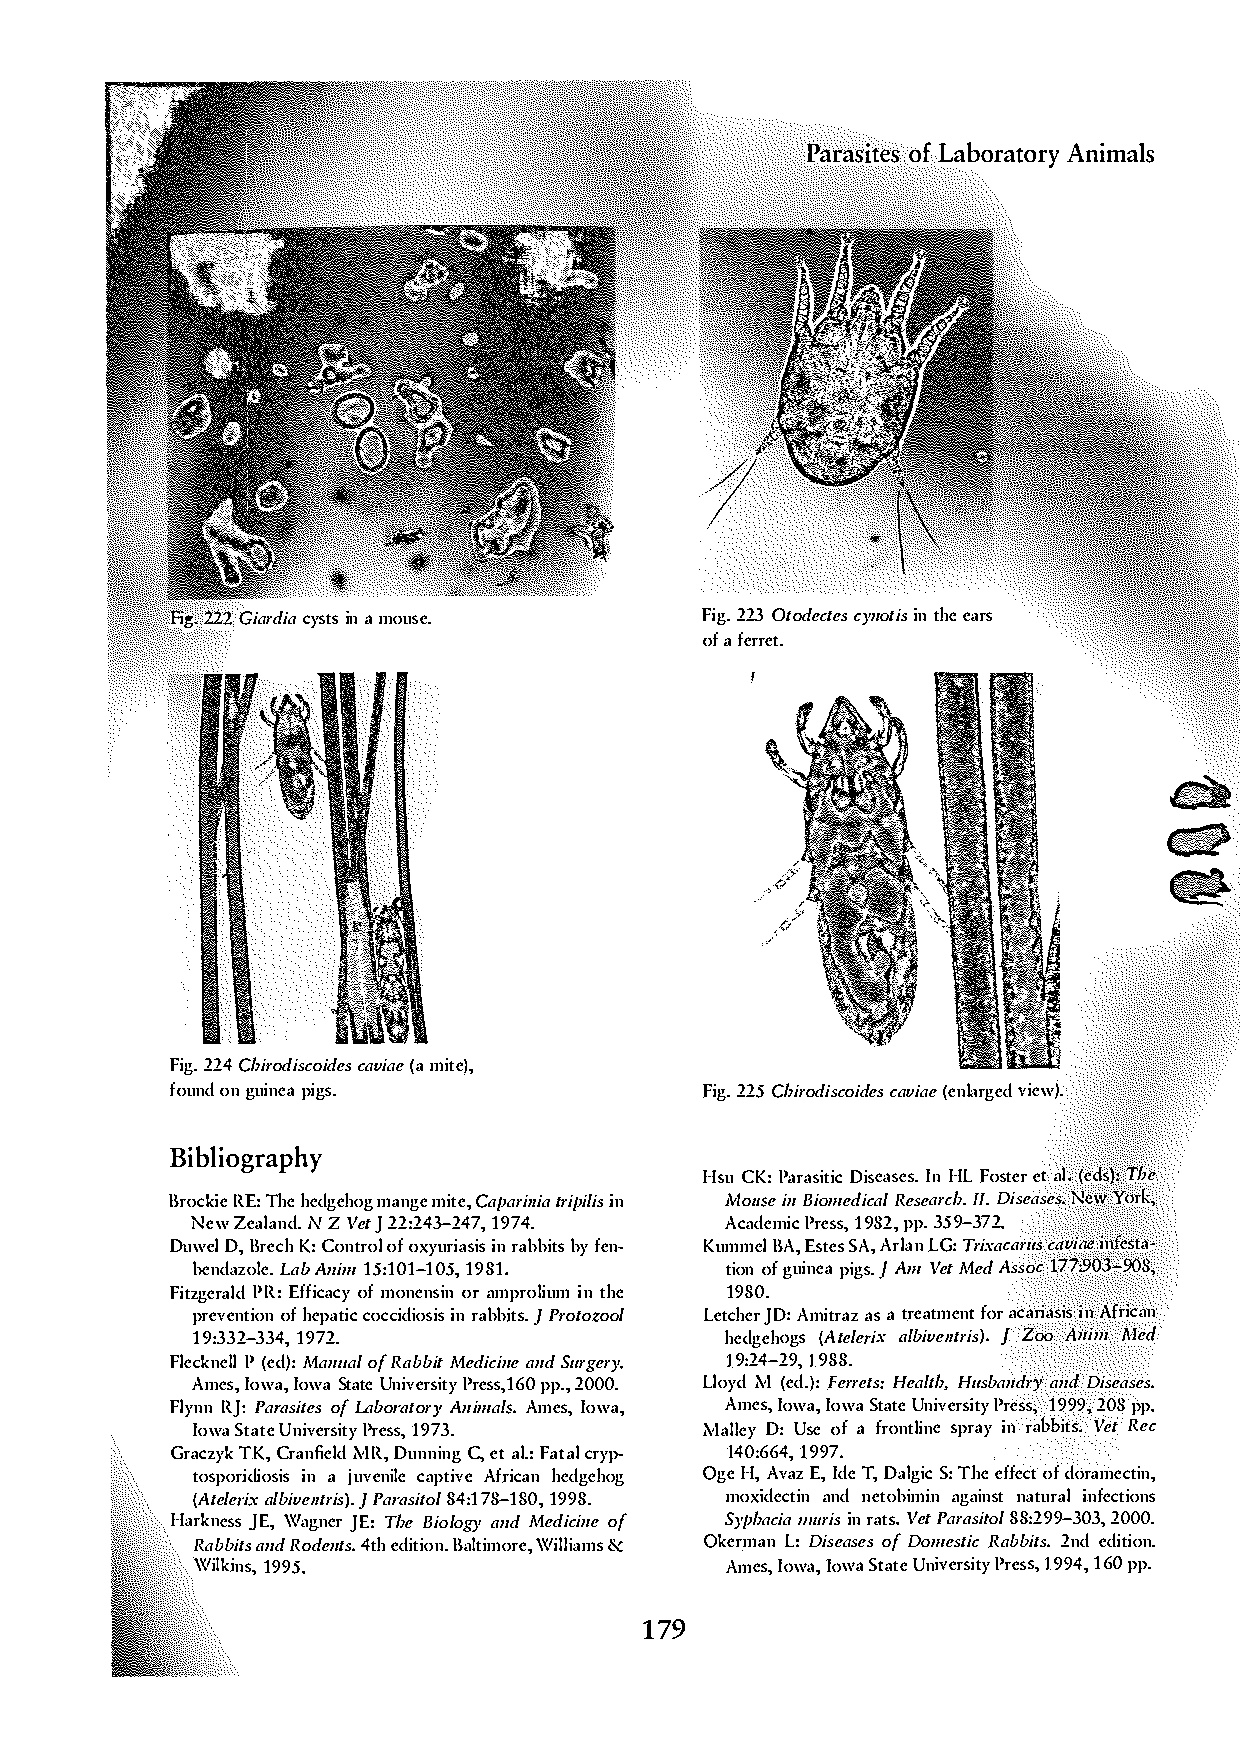 Parasites of Laboratory Animals
Fig. 222 Giardia cysts in a mouse.
Fig. 223 Otodectes cynotis in the ears
of a ferret.
Fig. 224 Chirodiscoides caviae (a mite),
found on guinea pigs.
Fig. 225 Chirodiscoides caviae (enlarged view).
Bibliography
Brockie RE: The hedgehog mange mite, Caparinia tripilis in
New Zealand. N Z Vet J 22:243–247, 1974.
Duwel D, Brech K: Control of oxyuriasis in rabbits by fen-
bendazole. Lab Anim 15:101–105, 1981.
Fitzgerald PR: Efficacy of monensin or amprolium in the
prevention of hepatic coccidiosis in rabbits. J Protozool
19:332–334, 1972.
Flecknell P (ed): Manual of Rabbit Medicine and Surgery.
Ames, Iowa, Iowa State University Press,160 pp., 2000.
Flynn RJ: Parasites of Laboratory Animals. Ames, Iowa,
Iowa State University Press, 1973.
Graczyk TK, Cranfield MR, Dunning C, et al.: Fatal cryp-
tosporidiosis in a juvenile captive African hedgehog
(Atelerix albiventris). J Parasitol 84:178–180, 1998.
Harkness JE, Wagner JE: The Biology and Medicine of
Rabbits and Rodents. 4th edition. Baltimore, Williams &
Wilkins, 1995.
Hsu CK: Parasitic Diseases. In HL Foster et al. (eds): The
Mouse in Biomedical Research. II. Diseases. New York,
Academic Press, 1982, pp. 359–372.
Kummel BA, Estes SA, Arlan LG: Trixacarus caviae infesta-
tion of guinea pigs. J Am Vet Med Assoc 177:903–908,
1980.
Letcher JD: Amitraz as a treatment for acariasis in African
hedgehogs (Atelerix albiventris). J Zoo Anim Med
19:24–29, 1988.
Lloyd M (ed.): Ferrets: Health, Husbandry and Diseases.
Ames, Iowa, Iowa State University Press, 1999, 208 pp.
Malley D: Use of a frontline spray in rabbits. Vet Rec
140:664, 1997.
Oge H, Avaz E, Ide T, Dalgic S: The effect of doramectin,
moxidectin and netobimin against natural infections
Syphacia muris in rats. Vet Parasitol 88:299–303, 2000.
Okerman L: Diseases of Domestic Rabbits. 2nd edition.
Ames, Iowa, Iowa State University Press, 1994, 160 pp.
179